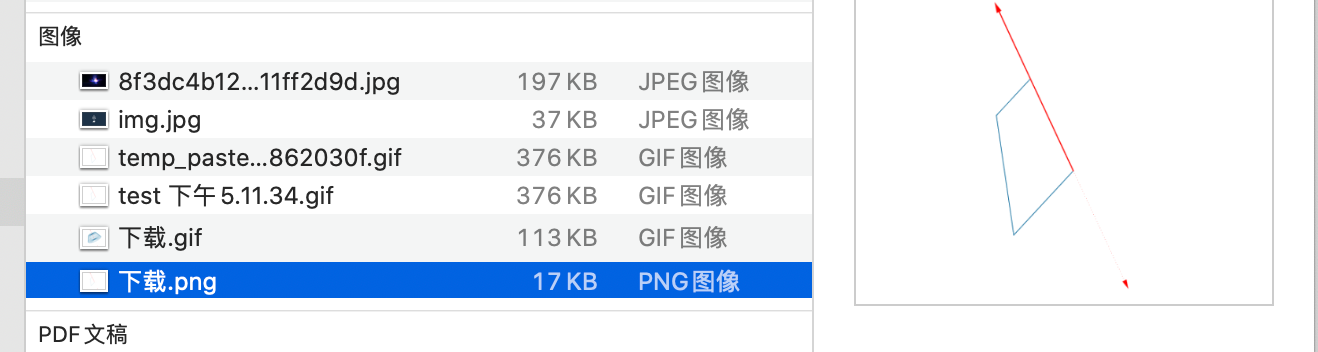 图像
8f3dc4b12...11ff2d9d.jpg 197 KB JPEG图像
img.jpg 37 KB JPEG图像
temp_paste...862030f.gif 376 KB GIF图像
test 下午5.11.34.gif 376 KB GIF图像
下载.gif 113 KB GIF图像
下载.png 17 KB PNG图像
PDF文稿